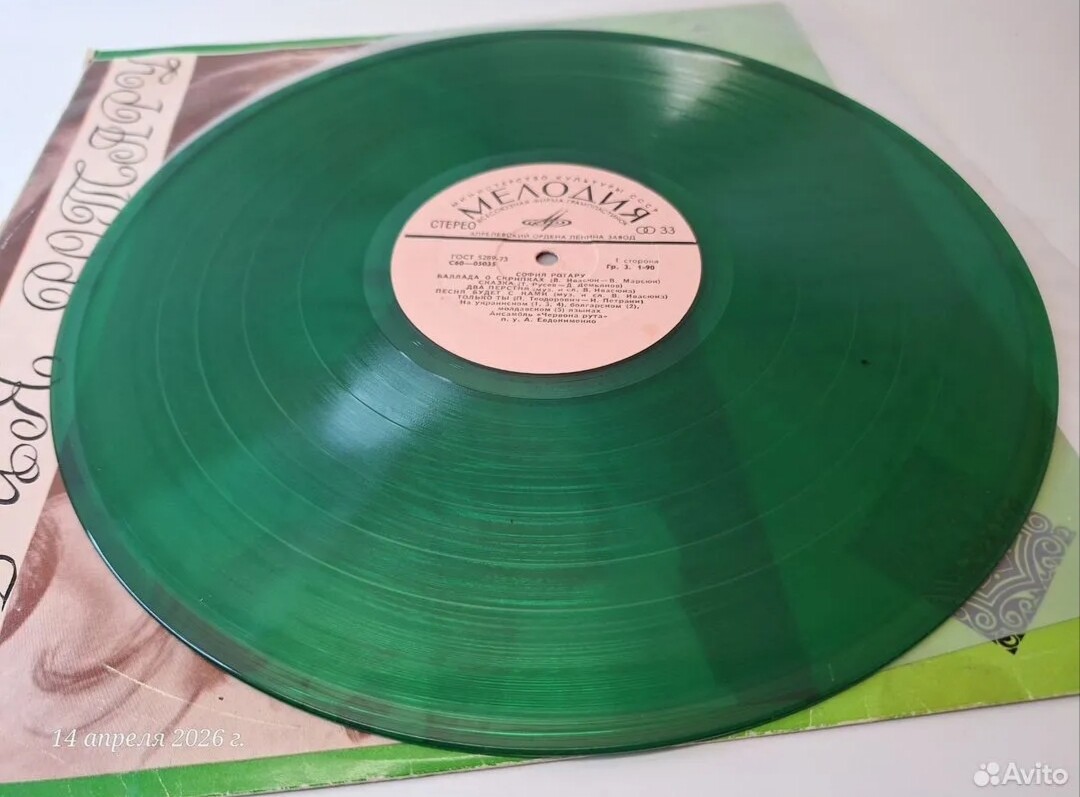 МИНИСТЕРСТВО КУЛЬТУРЫ СССР
МЕЛОДИЯ
ВСЕСОЮЗНАЯ ФИРМА ГРАМПЛАСТИНОК
СТЕРЕО
33
АПРЕЛЕВСКИЙ ОРДЕНА ЛЕНИНА ЗАВОД
ГОСТ 5289-73
1 сторона
С60—05035
Гр. 3. 1-90
СОФИЯ РОТАРУ
БАЛЛАДА О СКРИПКАХ (В. Ивасюк—В. Марсюк)
СКАЗКА (Т. Русев—Д. Демьянов)
ДВА ПЕРСТНЯ (муз. и сл. В. Ивасюка)
ПЕСНЯ БУДЕТ С НАМИ (муз. и сл. В. Ивасюка)
ТОЛЬКО ТЫ (П. Теодорович—И. Петрани)
На украинском (1, 3, 4), болгарском (2),
молдавском (5) языках
Ансамбль «Червона рута»
п. у. А. Евдокименко
14 апреля 2026 г.
Avito